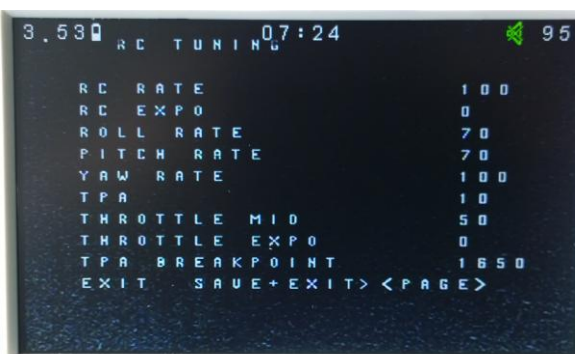 3.53 07:24 95
RC TUNING
RC RATE 100
RC EXPO 0
ROLL RATE 70
PITCH RATE 70
YAW RATE 100
TPA 10
THROTTLE MID 50
THROTTLE EXPO 0
TPA BREAKPOINT 1650
EXIT SAVE+EXIT> <PAGE>